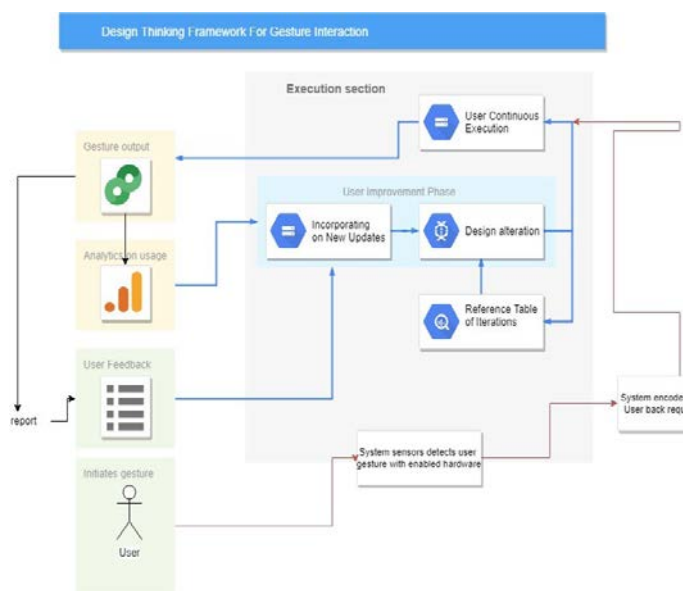 Design Thinking Framework For Gesture Interaction
Execution section
User Continuous
Execution
Gesture output
User Improvement Phase
Incorporating
on New Updates
Design alteration
Analytics on usage
Reference Table
of Iterations
User Feedback
report
System encode
User back requ
System sensors detects user
gesture with enabled hardware
Initiates gesture
User